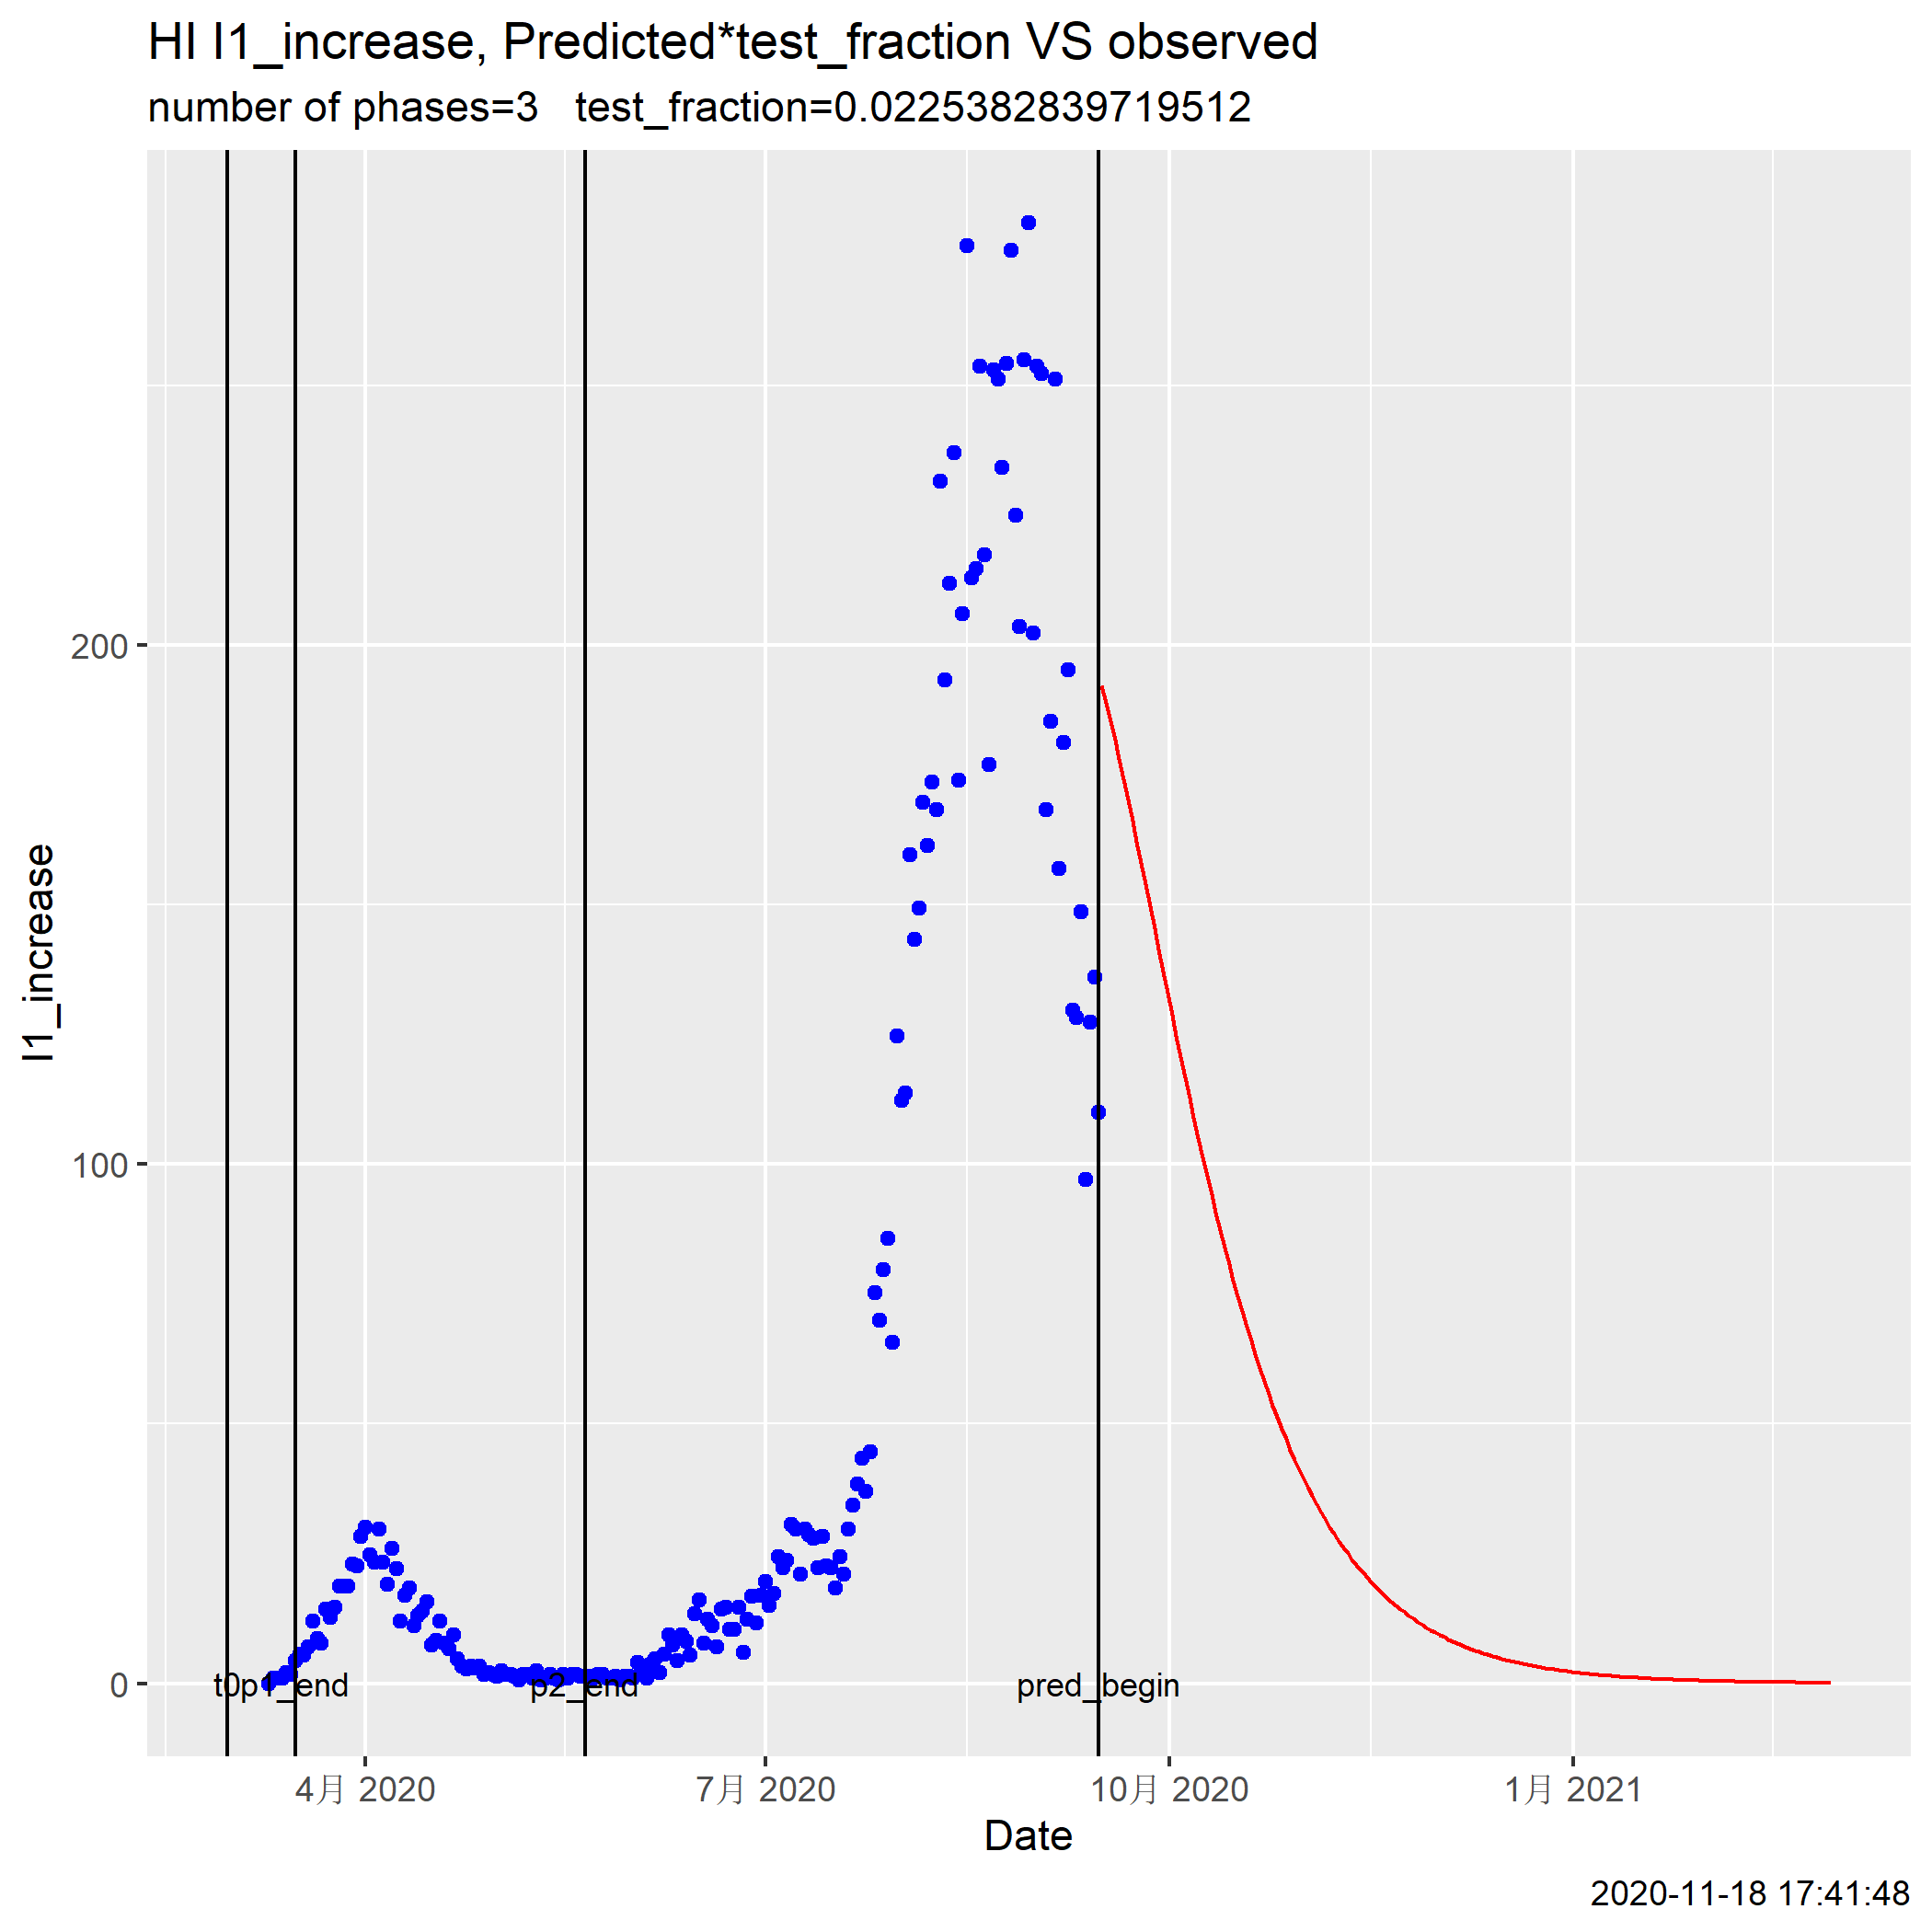 HI I1_increase, Predicted*test_fraction VS observed
number of phases=3 test_fraction=0.0225382839719512
I1_increase
200
100
0
t0p1_end
p2_end
pred_begin
4月 2020
7月 2020
10月 2020
1月 2021
Date
2020-11-18 17:41:48